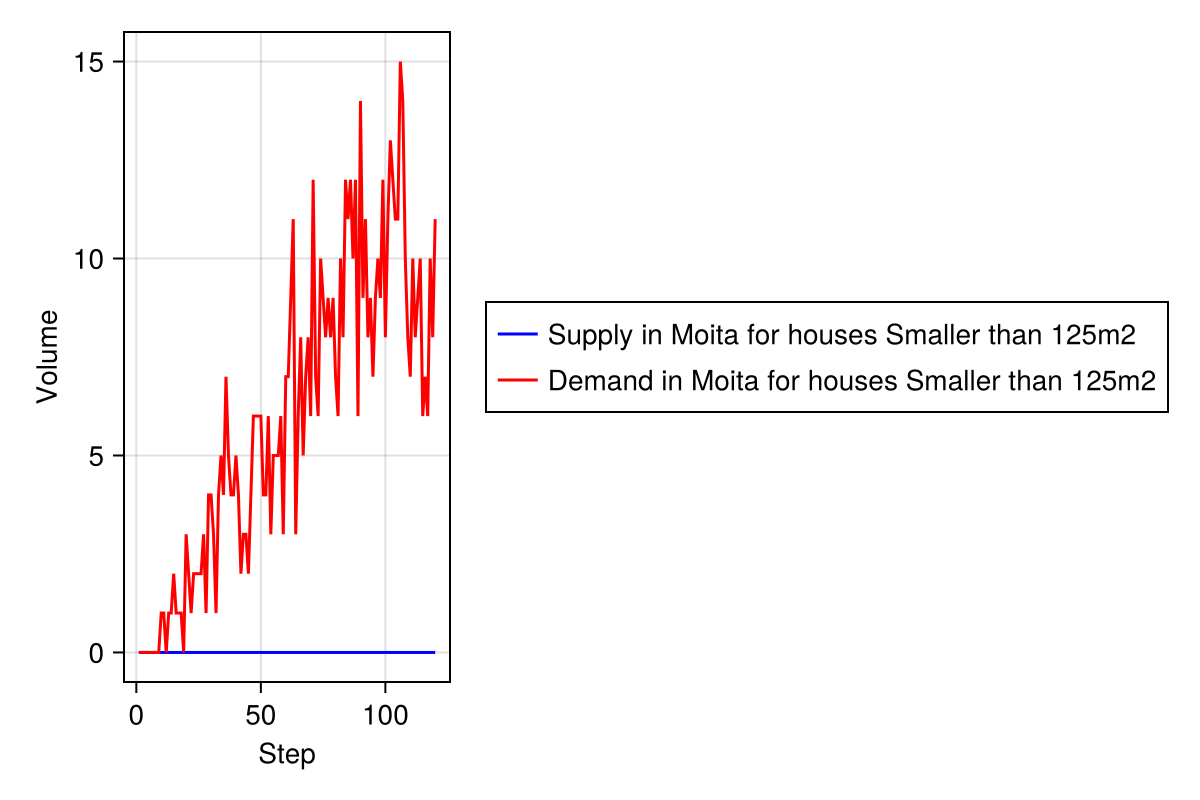 15
10
5
0
Volume
0 50 100
Step
Supply in Moita for houses Smaller than 125m2
Demand in Moita for houses Smaller than 125m2